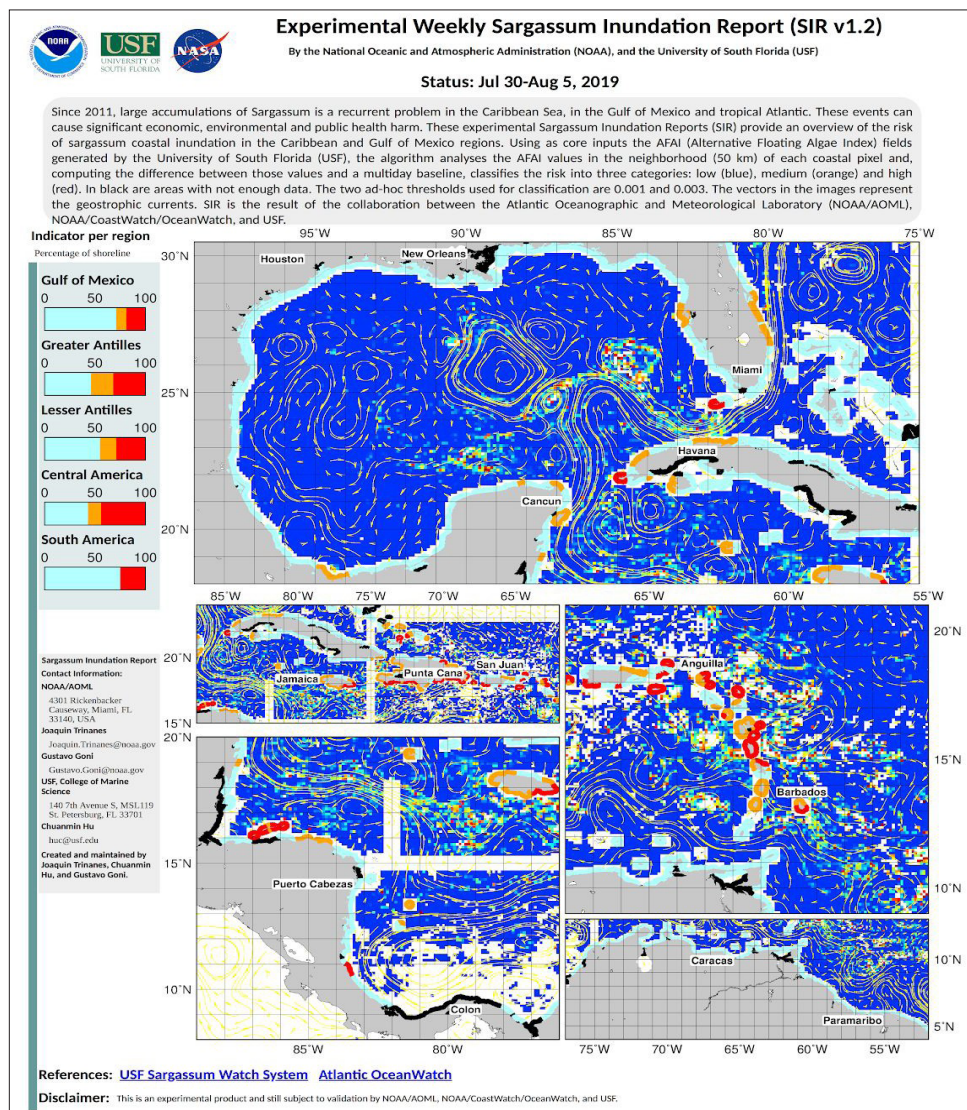 Experimental Weekly Sargassum Inundation Report (SIR v1.2)
By the National Oceanic and Atmospheric Administration (NOAA), and the University of South Florida (USF)
NOAA
USF
UNIVERSITY OF
SOUTH FLORIDA
NASA
Status: Jul 30-Aug 5, 2019
Since 2011, large accumulations of Sargassum is a recurrent problem in the Caribbean Sea, in the Gulf of Mexico and tropical Atlantic. These events can
cause significant economic, environmental and public health harm. These experimental Sargassum Inundation Reports (SIR) provide an overview of the risk
of sargassum coastal inundation in the Caribbean and Gulf of Mexico regions. Using as core inputs the AFAI (Alternative Floating Algae Index) fields
generated by the University of South Florida (USF), the algorithm analyses the AFAI values in the neighborhood (50 km) of each coastal pixel and,
computing the difference between those values and a multiday baseline, classifies the risk into three categories: low (blue), medium (orange) and high
(red). In black are areas with not enough data. The two ad-hoc thresholds used for classification are 0.001 and 0.003. The vectors in the images represent
the geostrophic currents. SIR is the result of the collaboration between the Atlantic Oceanographic and Meteorological Laboratory (NOAA/AOML),
NOAA/CoastWatch/OceanWatch, and USF.
Indicator per region
Percentage of shoreline
Gulf of Mexico
0 50 100
Greater Antilles
0 50 100
Lesser Antilles
0 50 100
Central America
0 50 100
South America
0 50 100
95°W 90°W 85°W 80°W 75°W
30°N
25°N
20°N
Houston
New Orleans
Miami
Havana
Cancun
85°W 80°W 75°W 70°W 65°W
20°N
15°N
Jamaica
Punta Cana
San Juan
65°W 60°W 55°W
20°N
15°N
10°N
Anguilla
Barbados
20°N
15°N
10°N
Puerto Cabezas
Colon
85°W 80°W
Caracas
Paramaribo
10°N
5°N
75°W 70°W 65°W 60°W 55°W
Sargassum Inundation Report
Contact Information:
NOAA/AOML
4301 Rickenbacker
Causeway, Miami, FL
33140, USA
Joaquin Trinanes
Joaquin.Trinanes@noaa.gov
Gustavo Goni
Gustavo.Goni@noaa.gov
USF, College of Marine
Science
140 7th Avenue S, MSL119
St. Petersburg, FL 33701
Chuanmin Hu
huc@usf.edu
Created and maintained by
Joaquin Trinanes, Chuanmin
Hu, and Gustavo Goni.
References: USF Sargassum Watch System Atlantic OceanWatch
Disclaimer: This is an experimental product and still subject to validation by NOAA/AOML, NOAA/CoastWatch/OceanWatch, and USF.